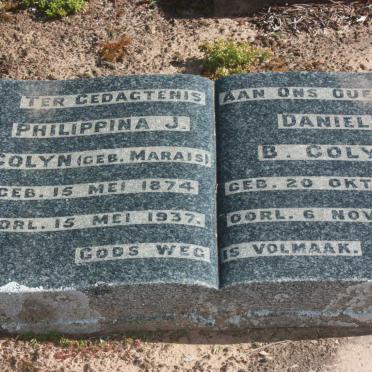 TER GEDAGTENIS
PHILIPPINA J.
COLYN (GEB. MARAIS)
GEB. 15 MEI 1874
OORL. 15 MEI 1937.
GODS WEG
AAN ONS
DANIEL
B. COLY
GEB. 20 OKT
OORL. 6 NOV
IS VOLMAAK.